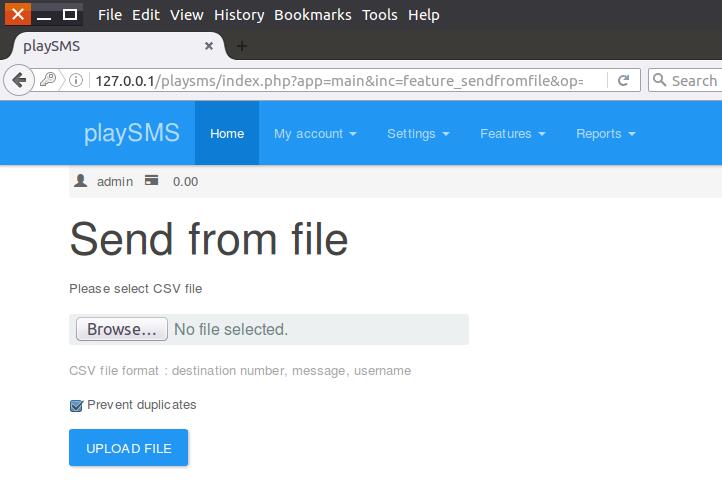 File Edit View History Bookmarks Tools Help
playSMS
127.0.0.1/playsms/index.php?app=main&inc=feature_sendfromfile&op=
Search
playSMS Home My account Settings Features Reports
admin 0.00
Send from file
Please select CSV file
Browse... No file selected.
CSV file format : destination number, message, username
Prevent duplicates
UPLOAD FILE